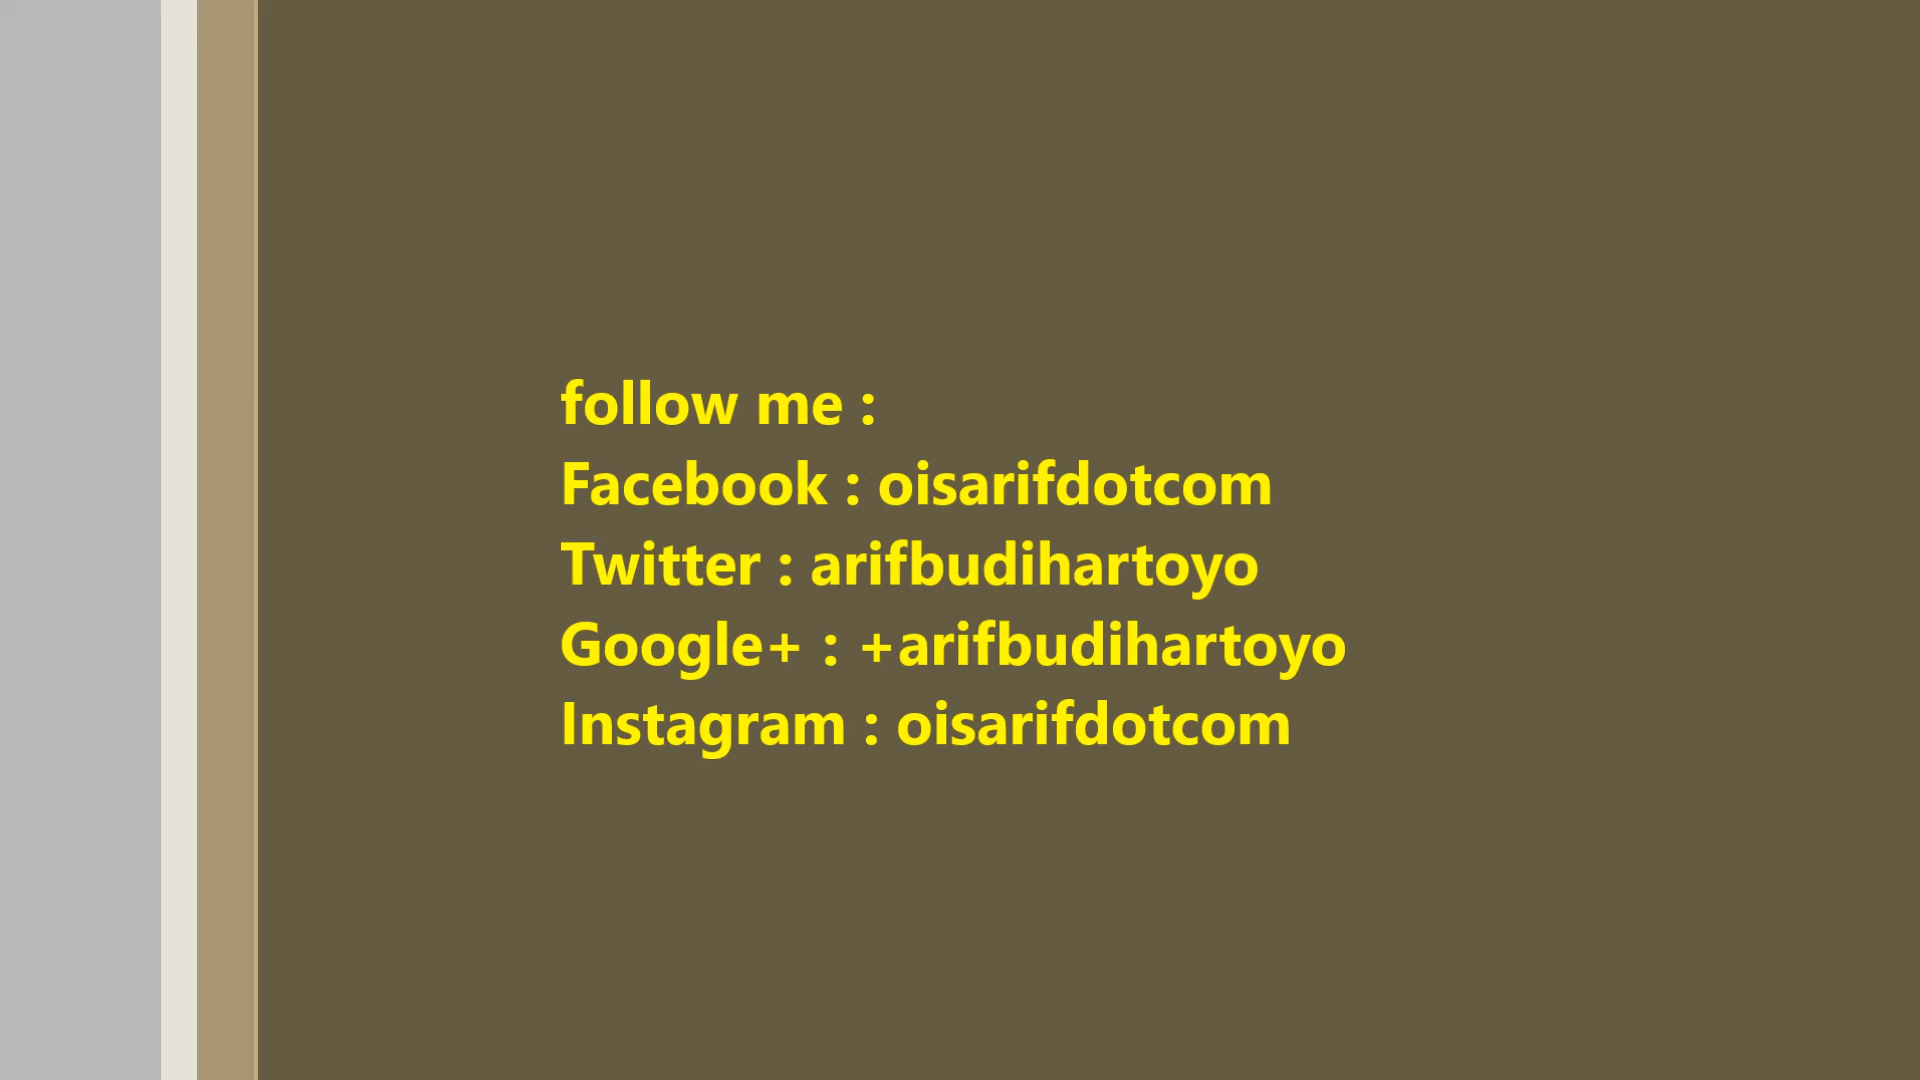 follow me :
Facebook : oisarifdotcom
Twitter : arifbudihartoyo
Google+ : +arifbudihartoyo
Instagram : oisarifdotcom